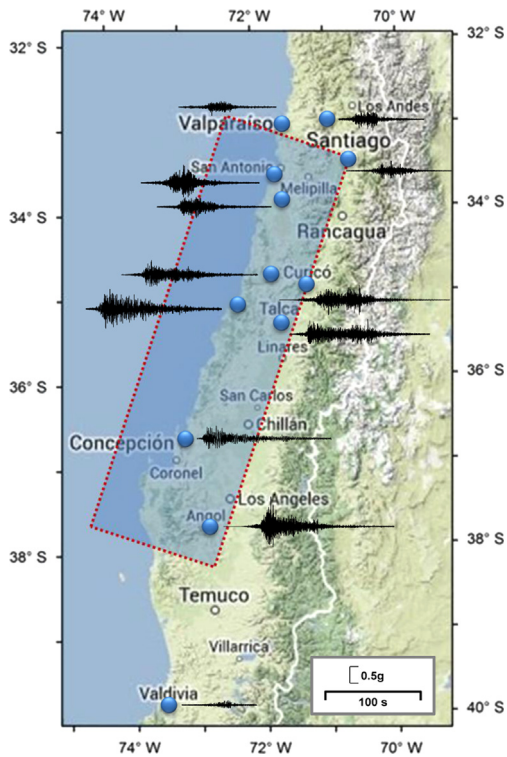 74° W 72° W 70° W
32° S 32° S
Los Andes
Valparaíso
Santiago
San Antonio
Melipilla
34° S 34° S
Rancagua
Curicó
Talca
Linares
36° S 36° S
San Carlos
Chillán
Concepción
Coronel
Los Angeles
Angol
38° S 38° S
Temuco
Villarrica
0.5g
Valdivia
100 s
40° S
74° W 72° W 70° W